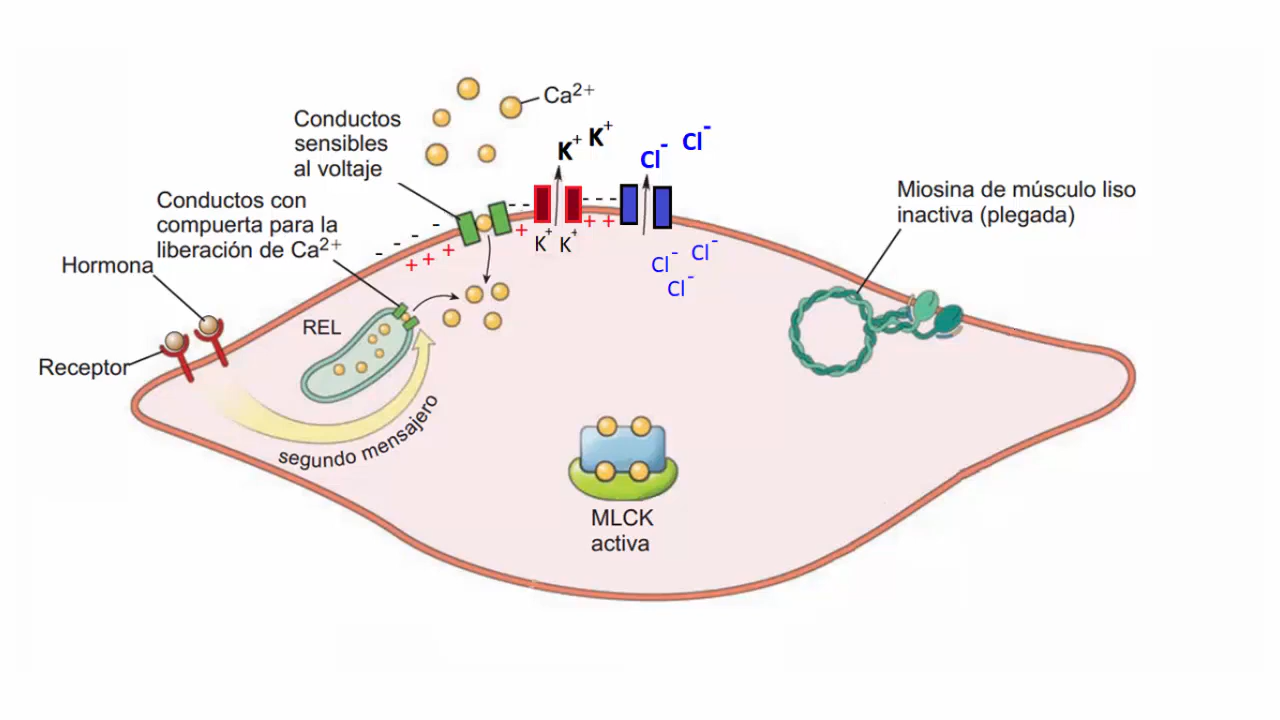 Ca²⁺
Conductos
sensibles
al voltaje
K⁺ K⁺
Cl⁻ Cl⁻
Conductos con
compuerta para la
liberación de Ca²⁺
Miosina de músculo liso
inactiva (plegada)
- - - - - - - -
+ + + + + +
K⁺ K⁺
Cl⁻ Cl⁻
Cl⁻
Hormona
REL
Receptor
segundo mensajero
MLCK
activa